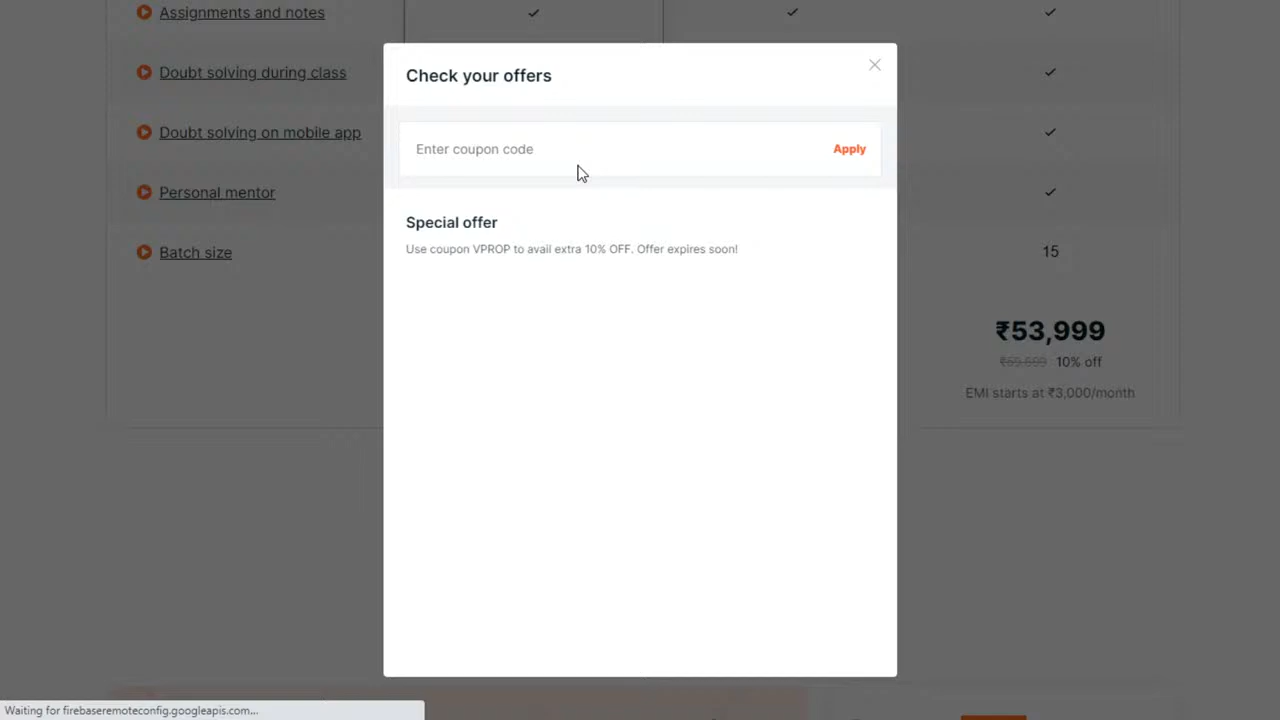 Assignments and notes
Check your offers
Doubt solving during class
Enter coupon code
Apply
Doubt solving on mobile app
Personal mentor
Special offer
Use coupon VPROP to avail extra 10% OFF. Offer expires soon!
Batch size
15
₹53,999
10% off
EMI starts at ₹3,000/month
Waiting for firebaseremoteconfig.googleapis.com...